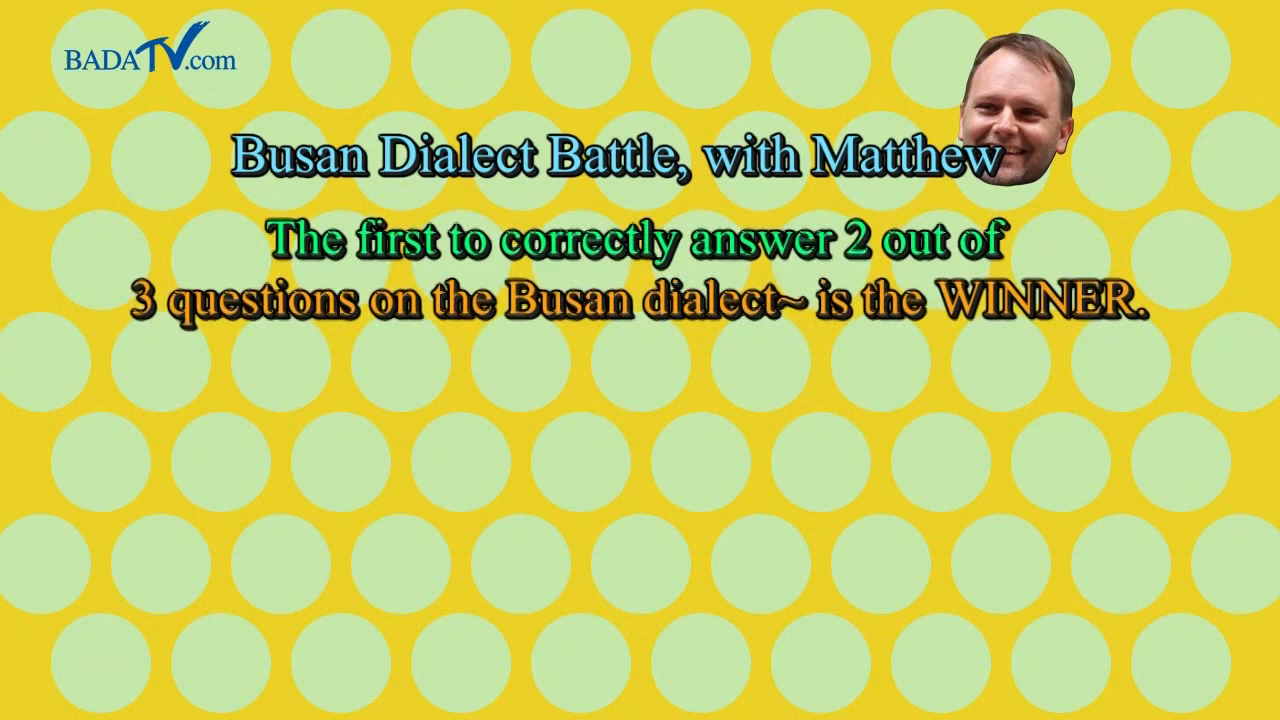 BADATV.com
Busan Dialect Battle, with Matthew
The first to correctly answer 2 out of
3 questions on the Busan dialect~ is the WINNER.